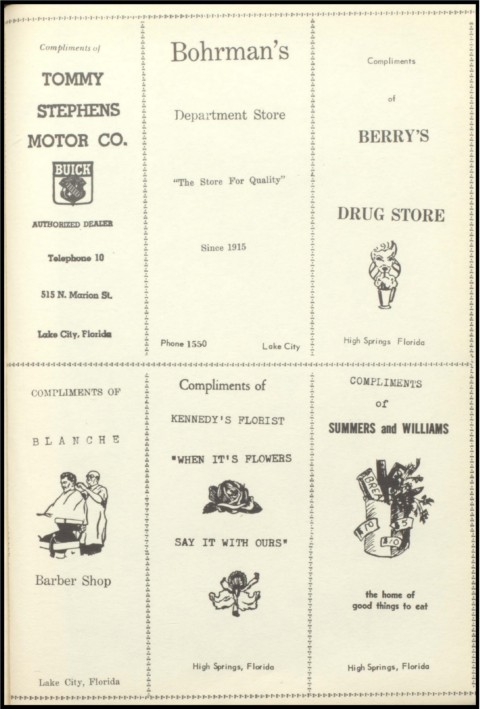 Compliments of
TOMMY
STEPHENS
MOTOR CO.
BUICK
AUTHORIZED DEALER
Telephone 10
515 N. Marion St.
Lake City, Florida
Bohrman's
Department Store
"The Store For Quality"
Since 1915
Phone 1550
Lake City
Compliments
of
BERRY'S
DRUG STORE
High Springs Florida
COMPLIMENTS OF
BLANCHE
Barber Shop
Lake City, Florida
Compliments of
KENNEDY'S FLORIST
"WHEN IT'S FLOWERS
SAY IT WITH OURS"
High Springs, Florida
COMPLIMENTS
of
SUMMERS and WILLIAMS
the home of
good things to eat
High Springs, Florida